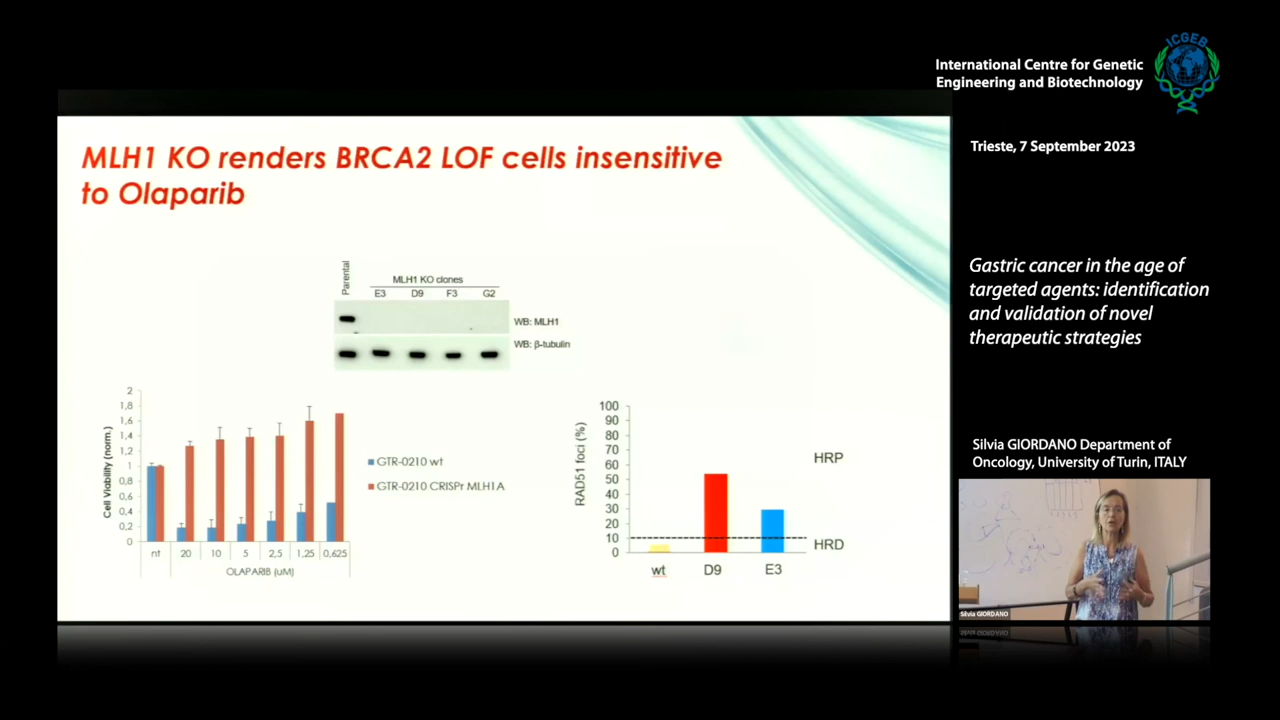 ICGEB
International Centre for Genetic
Engineering and Biotechnology
Trieste, 7 September 2023
MLH1 KO renders BRCA2 LOF cells insensitive
to Olaparib
Parental
MLH1 KO clones
E3 D9 F3 G2
WB: MLH1
WB: β-tubulin
Cell Viability (norm.)
2
1,8
1,6
1,4
1,2
1
0,8
0,6
0,4
0,2
0
nt 20 10 5 2,5 1,25 0,625
OLAPARIB (uM)
GTR-0210 wt
GTR-0210 CRISPr MLH1A
RAD51 foci (%)
100
90
80
70
60
50
40
30
20
10
0
HRP
HRD
wt D9 E3
Gastric cancer in the age of
targeted agents: identification
and validation of novel
therapeutic strategies
Silvia GIORDANO Department of
Oncology, University of Turin, ITALY
Silvia GIORDANO